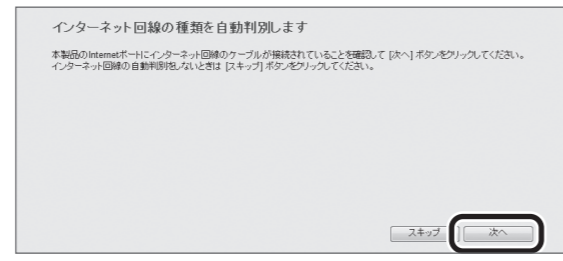 インターネット回線の種類を自動判別します
本製品のInternetポートにインターネット回線のケーブルが接続されていることを確認して [次へ] ボタンをクリックしてください。
インターネット回線の自動判別をしないときは [スキップ] ボタンをクリックしてください。
スキップ 次へ